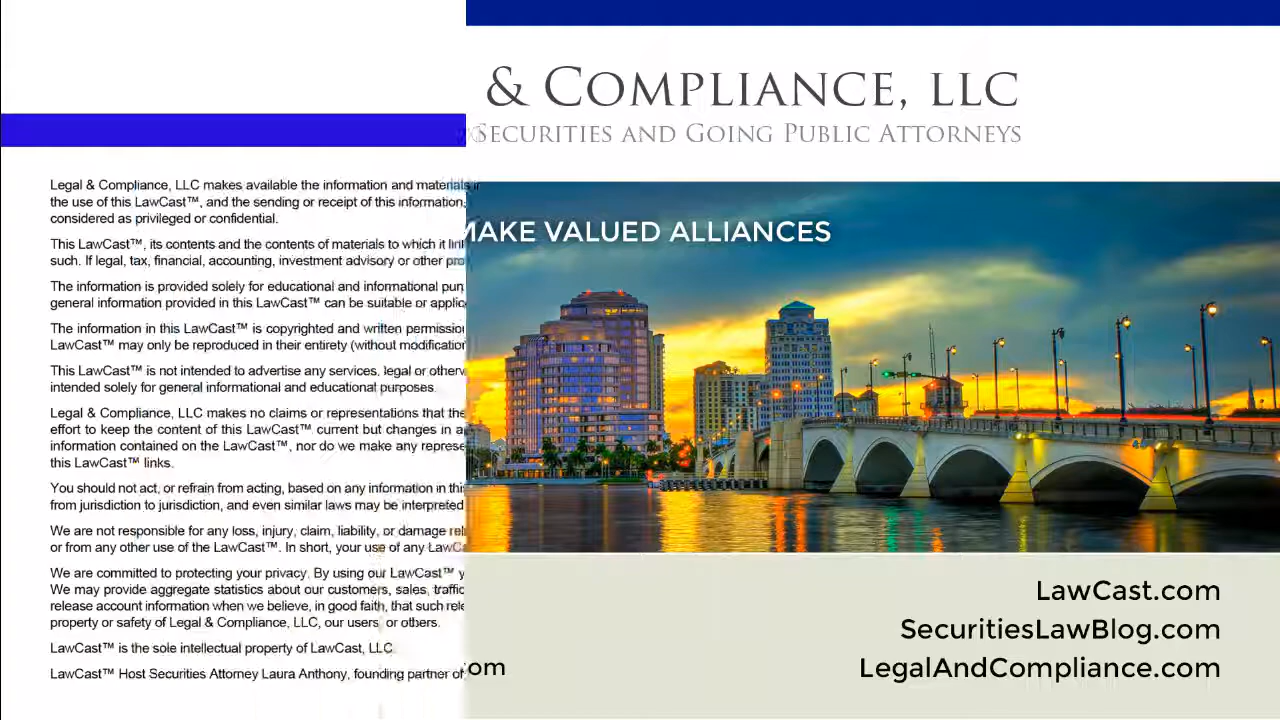 & COMPLIANCE, LLC
SECURITIES AND GOING PUBLIC ATTORNEYS
MAKE VALUED ALLIANCES
Legal & Compliance, LLC makes available the information and materials
the use of this LawCast™, and the sending or receipt of this information,
considered as privileged or confidential.
This LawCast™, its contents and the contents of materials to which it
such. If legal, tax, financial, accounting, investment advisory or other
The information is provided solely for educational and informational
general information provided in this LawCast™ can be suitable or
The information in this LawCast™ is copyrighted and written
LawCast™ may only be reproduced in their entirety (without
This LawCast™ is not intended to advertise any services, legal or
intended solely for general informational and educational purposes.
Legal & Compliance, LLC makes no claims or representations that the
effort to keep the content of this LawCast™ current but changes in
information contained on the LawCast™, nor do we make any
this LawCast™ links.
You should not act, or refrain from acting, based on any information in
from jurisdiction to jurisdiction, and even similar laws may be interpreted
We are not responsible for any loss, injury, claim, liability, or damage
or from any other use of the LawCast™. In short, your use of any
We are committed to protecting your privacy. By using our LawCast™
We may provide aggregate statistics about our customers, sales, traffic
release account information when we believe, in good faith, that such
property or safety of Legal & Compliance, LLC, our users, or others.
LawCast™ is the sole intellectual property of LawCast, LLC
LawCast™ Host Securities Attorney Laura Anthony, founding partner of
om
LawCast.com
SecuritiesLawBlog.com
LegalAndCompliance.com